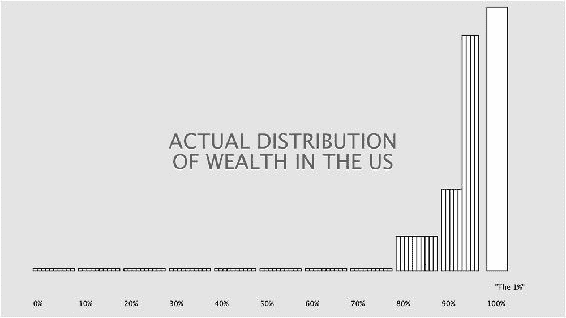 ACTUAL DISTRIBUTION
OF WEALTH IN THE US
"The 1%"
0% 10% 20% 30% 40% 50% 60% 70% 80% 90% 100%